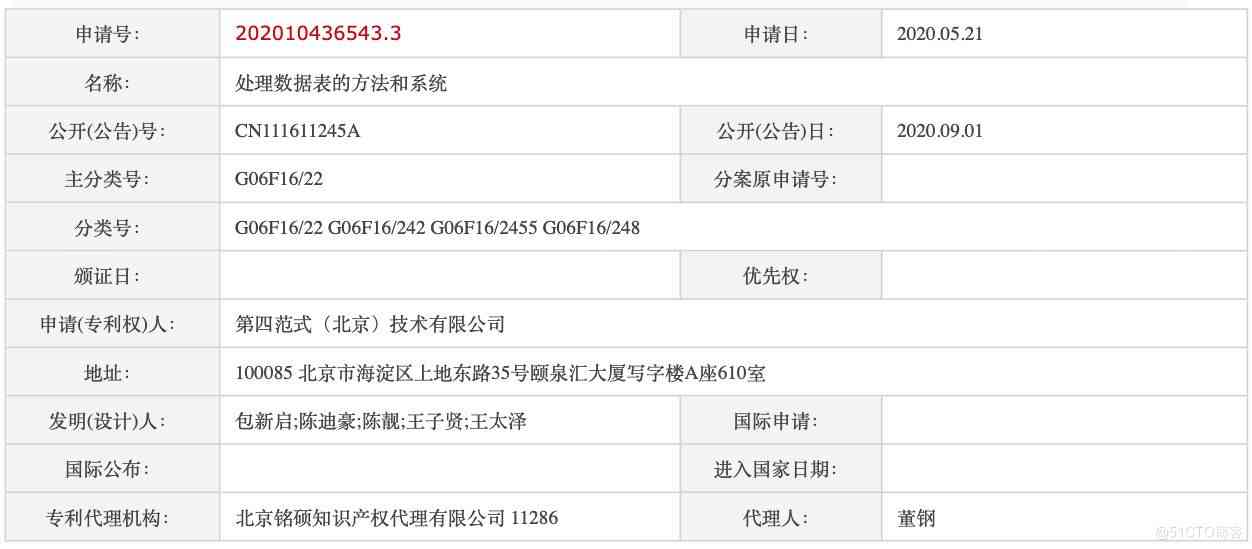 申请号: 202010436543.3 申请日: 2020.05.21
名称: 处理数据表的方法和系统
公开(公告)号: CN111611245A 公开(公告)日: 2020.09.01
主分类号: G06F16/22 分案原申请号:
分类号: G06F16/22 G06F16/242 G06F16/2455 G06F16/248
颁证日: 优先权:
申请(专利权)人: 第四范式（北京）技术有限公司
地址: 100085 北京市海淀区上地东路35号颐泉汇大厦写字楼A座610室
发明(设计)人: 包新启;陈迪豪;陈靓;王子贤;王太泽 国际申请:
国际公布: 进入国家日期:
专利代理机构: 北京铭硕知识产权代理有限公司 11286 代理人: 董钢
@51CTO博客